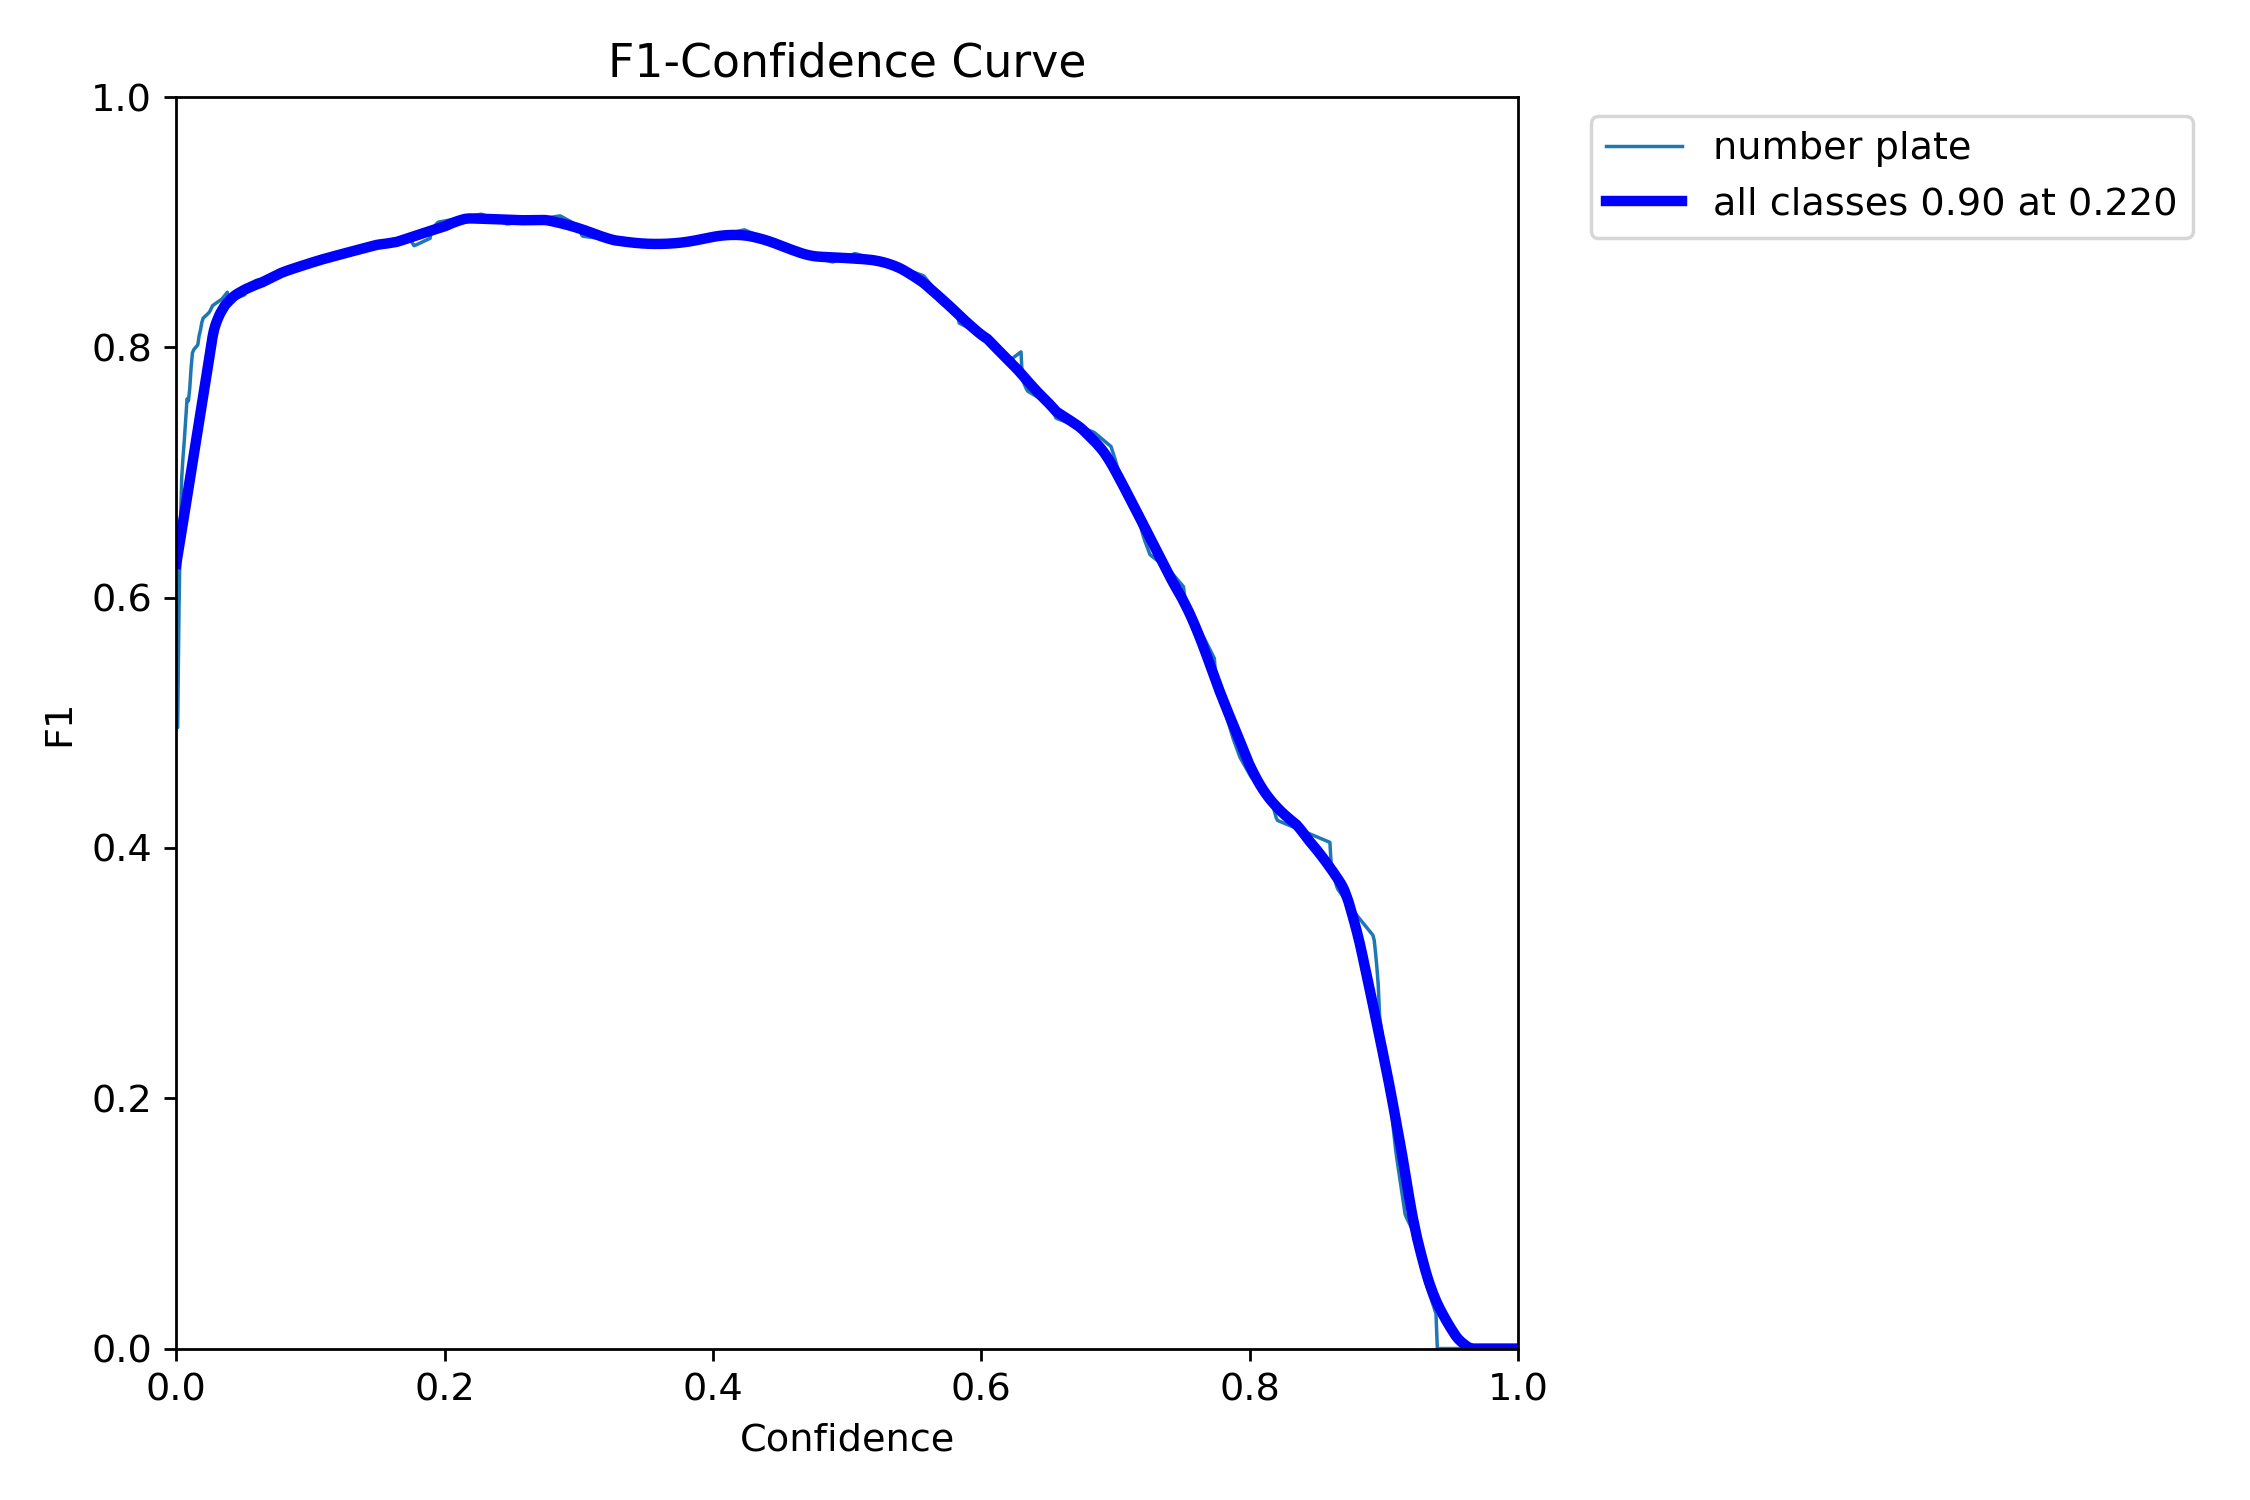 F1-Confidence Curve
number plate
all classes 0.90 at 0.220
1.0
0.8
0.6
0.4
0.2
0.0
F1
0.0 0.2 0.4 0.6 0.8 1.0
Confidence